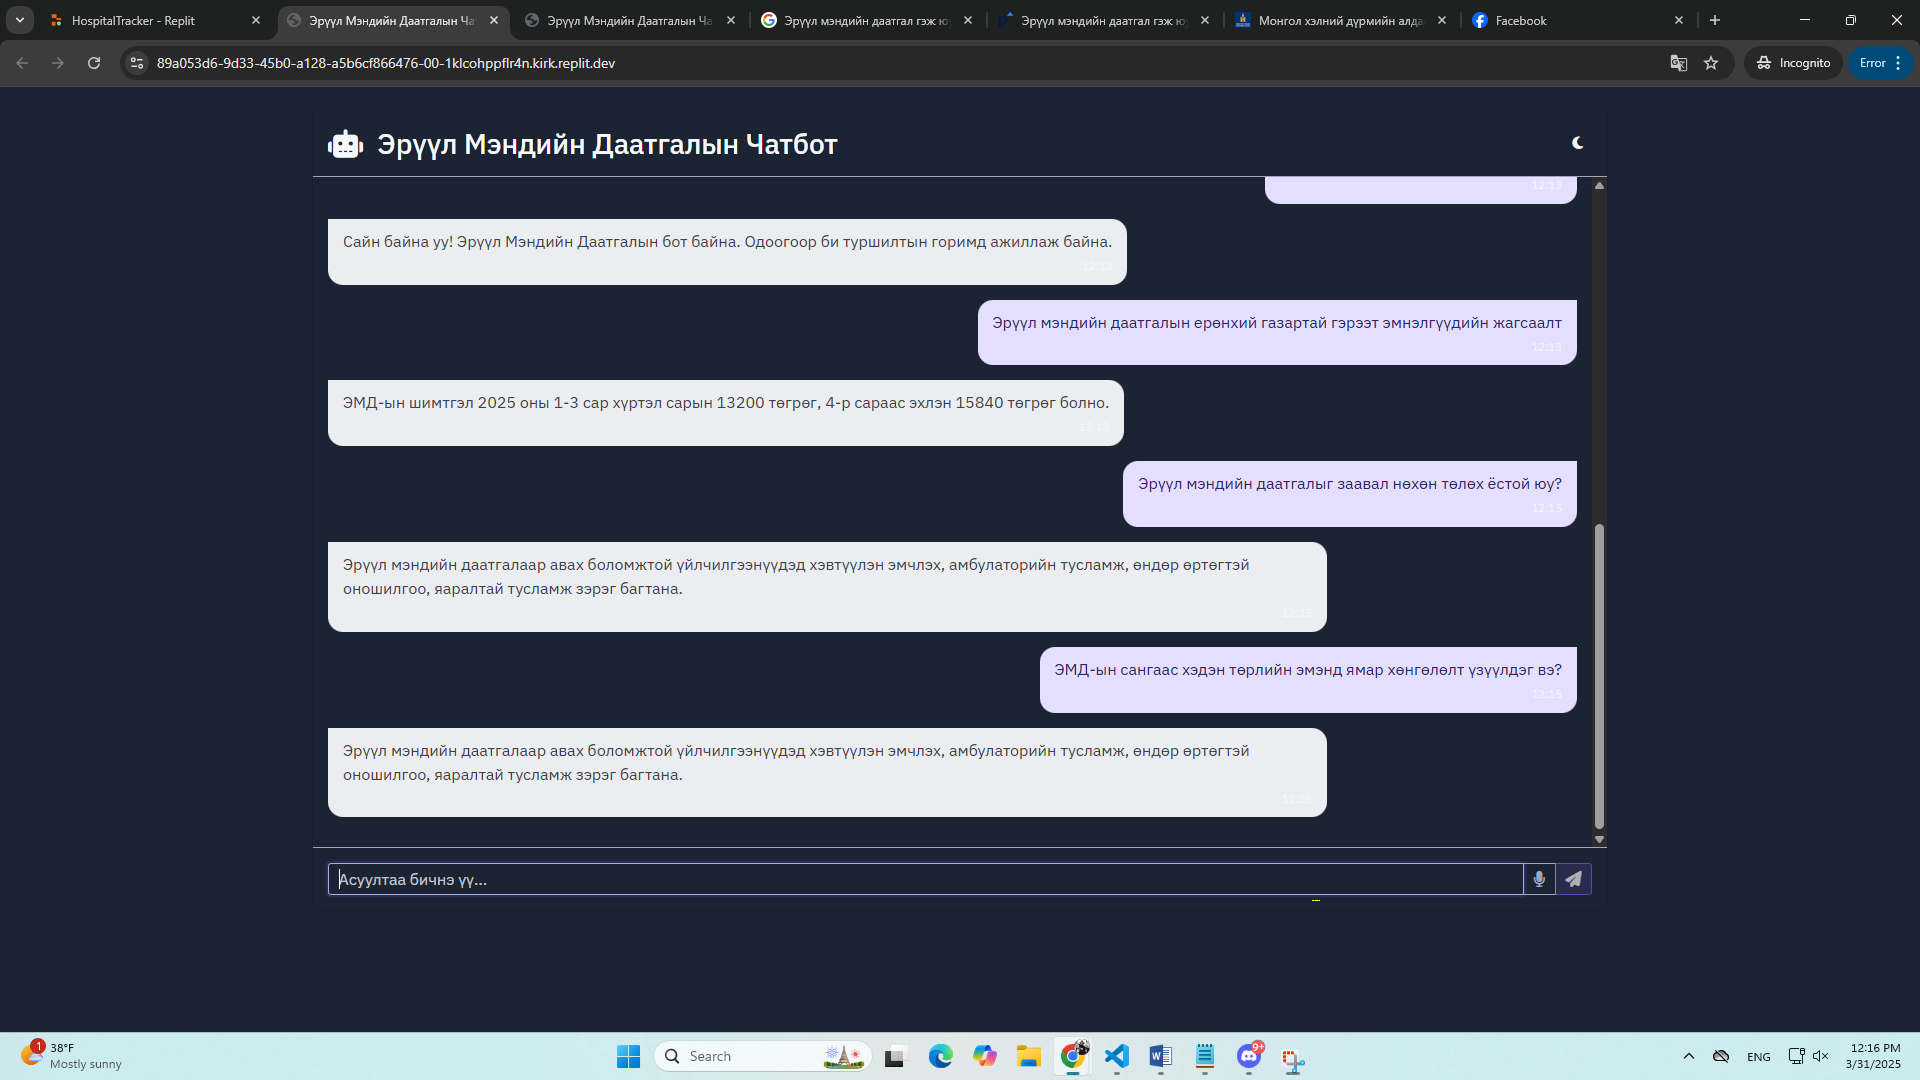 HospitalTracker - Replit
Эрүүл Мэндийн Даатгалын Ча
Эрүүл Мэндийн Даатгалын Ча
Эрүүл мэндийн даатгал гэж ю
Эрүүл мэндийн даатгал гэж ю
Монгол хэлний дүрмийн алда
Facebook
89a053d6-9d33-45b0-a128-a5b6cf866476-00-1klcohppflr4n.kirk.replit.dev
Incognito
Error
Эрүүл Мэндийн Даатгалын Чатбот
12:13
Сайн байна уу! Эрүүл Мэндийн Даатгалын бот байна. Одоогоор би туршилтын горимд ажиллаж байна.
12:13
Эрүүл мэндийн даатгалын ерөнхий газартай гэрээт эмнэлгүүдийн жагсаалт
12:13
ЭМД-ын шимтгэл 2025 оны 1-3 сар хүртэл сарын 13200 төгрөг, 4-р сараас эхлэн 15840 төгрөг болно.
12:13
Эрүүл мэндийн даатгалыг заавал нөхөн төлөх ёстой юу?
12:15
Эрүүл мэндийн даатгалаар авах боломжтой үйлчилгээнүүдэд хэвтүүлэн эмчлэх, амбулаторийн тусламж, өндөр өртөгтэй
оношилгоо, яаралтай тусламж зэрэг багтана.
12:15
ЭМД-ын сангаас хэдэн төрлийн эмэнд ямар хөнгөлөлт үзүүлдэг вэ?
12:15
Эрүүл мэндийн даатгалаар авах боломжтой үйлчилгээнүүдэд хэвтүүлэн эмчлэх, амбулаторийн тусламж, өндөр өртөгтэй
оношилгоо, яаралтай тусламж зэрэг багтана.
12:15
Асуултаа бичнэ үү...
1
38°F
Mostly sunny
Search
9+
ENG
12:16 PM
3/31/2025